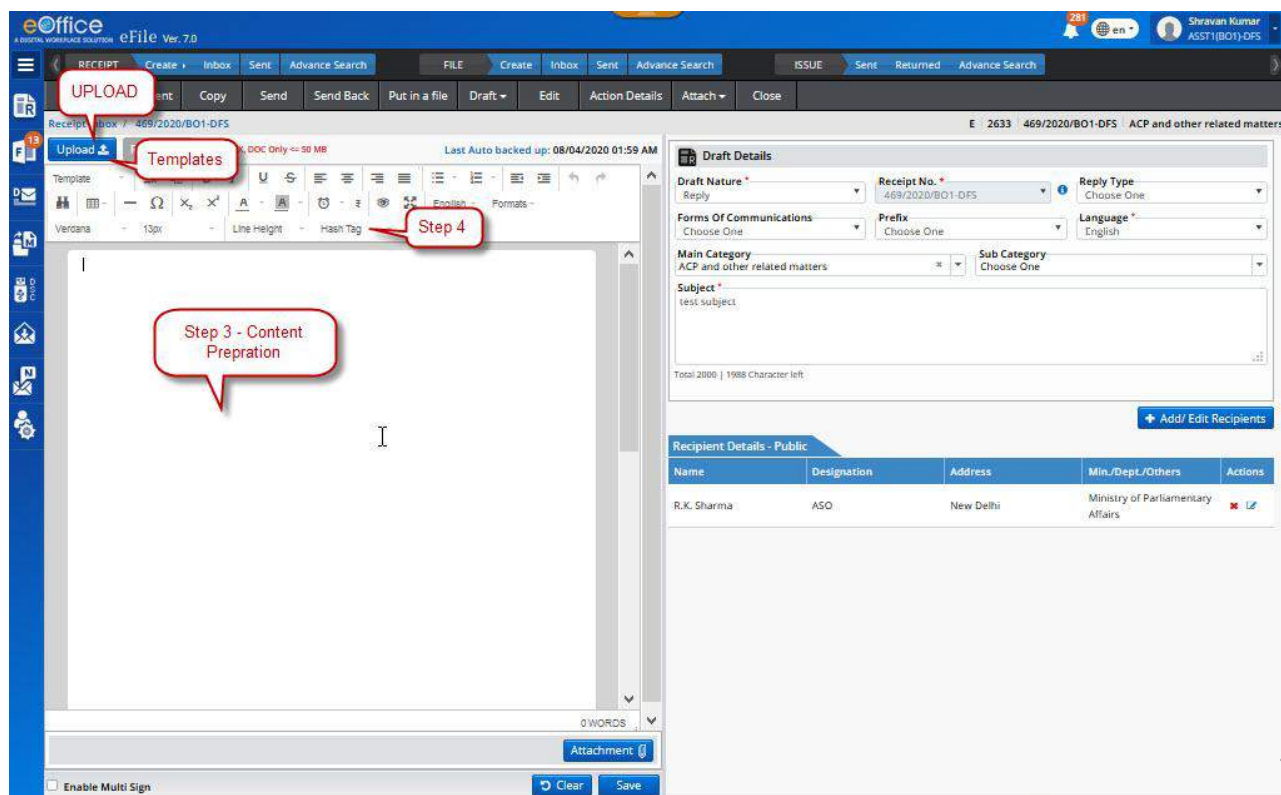 eOffice
A DIGITAL WORKPLACE SOLUTION eFile Ver. 7.0
281
en
Shravan Kumar
ASST1(BO1)-DFS
RECEIPT Create Inbox Sent Advance Search FILE Create Inbox Sent Advance Search ISSUE Sent Returned Advance Search
UPLOAD
Copy Send Send Back Put in a file Draft Edit Action Details Attach Close
Receipt Inbox / 469/2020/BO1-DFS
E 2633 469/2020/BO1-DFS ACP and other related matters
13
Upload
Templates
DOC Only <= 50 MB
Last Auto backed up: 08/04/2020 01:59 AM
Template
English Formats
Verdana 13px Line Height Hash Tag
Step 4
Step 3 - Content
Prepration
0 WORDS
Attachment
Enable Multi Sign
Clear Save
Draft Details
Draft Nature * Receipt No. * Reply Type
Reply 469/2020/BO1-DFS Choose One
Forms Of Communications Prefix Language *
Choose One Choose One English
Main Category Sub Category
ACP and other related matters Choose One
Subject *
test subject
Total 2000 | 1988 Character left
+ Add/ Edit Recipients
Recipient Details - Public
Name Designation Address Min./Dept./Others Actions
R.K. Sharma ASO New Delhi Ministry of Parliamentary
Affairs